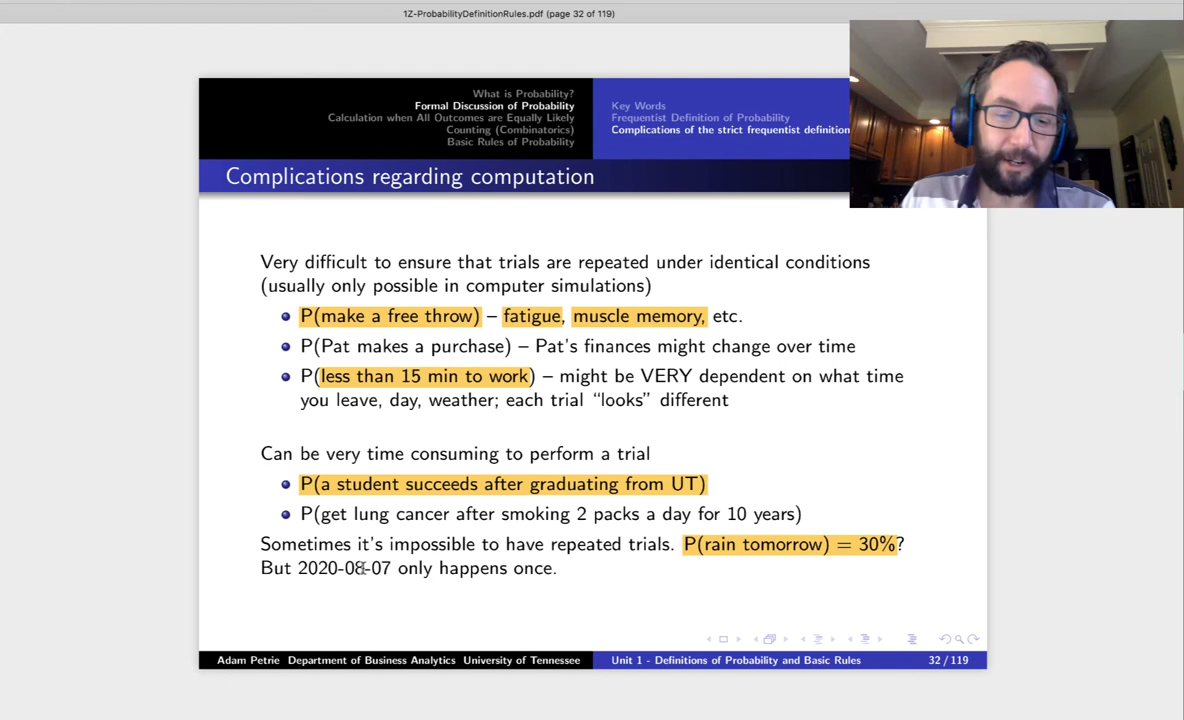 1Z-ProbabilityDefinitionRules.pdf (page 32 of 119)
What is Probability?
Formal Discussion of Probability
Calculation when All Outcomes are Equally Likely
Counting (Combinatorics)
Basic Rules of Probability
Key Words
Frequentist Definition of Probability
Complications of the strict frequentist definition
Complications regarding computation
Very difficult to ensure that trials are repeated under identical conditions
(usually only possible in computer simulations)
P(make a free throw) – fatigue, muscle memory, etc.
P(Pat makes a purchase) – Pat's finances might change over time
P(less than 15 min to work) – might be VERY dependent on what time
you leave, day, weather; each trial “looks” different
Can be very time consuming to perform a trial
P(a student succeeds after graduating from UT)
P(get lung cancer after smoking 2 packs a day for 10 years)
Sometimes it's impossible to have repeated trials. P(rain tomorrow) = 30%?
But 2020-08-07 only happens once.
Adam Petrie Department of Business Analytics University of Tennessee
Unit 1 - Definitions of Probability and Basic Rules
32 / 119